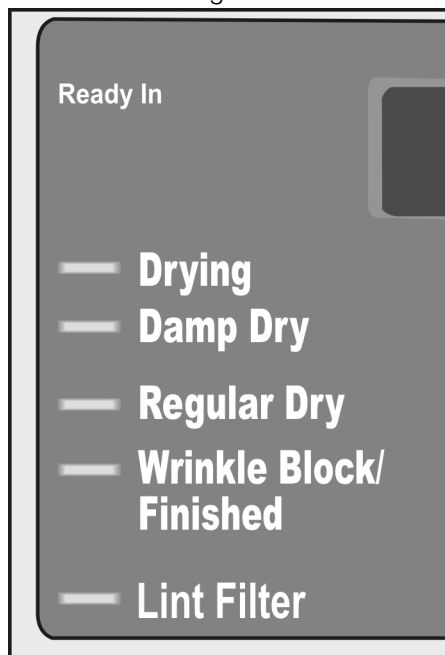 Ready In
Drying
Damp Dry
Regular Dry
Wrinkle Block/
Finished
Lint Filter